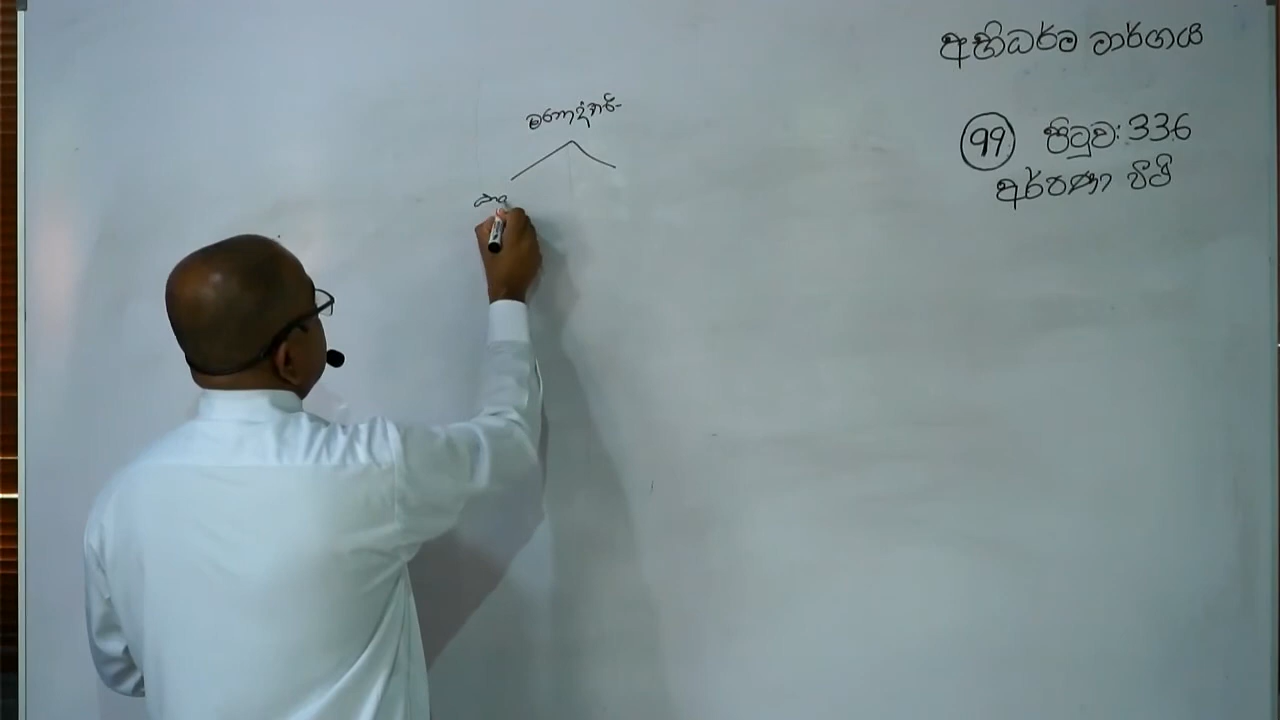 අභිධර්ම මාර්ගය
99 පිටුව: 336
අර්පණා වීථි
මනොද්වාර
කා